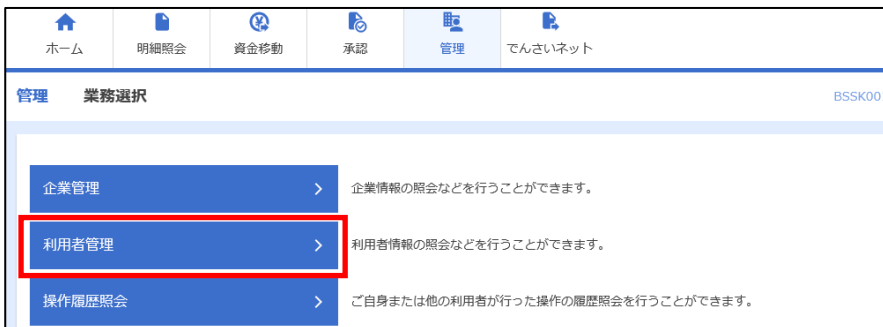 ホーム 明細照会 資金移動 承認 管理 でんさいネット
管理 業務選択 BSSK00
企業管理 企業情報の照会などを行うことができます。
利用者管理 利用者情報の照会などを行うことができます。
操作履歴照会 ご自身または他の利用者が行った操作の履歴照会を行うことができます。